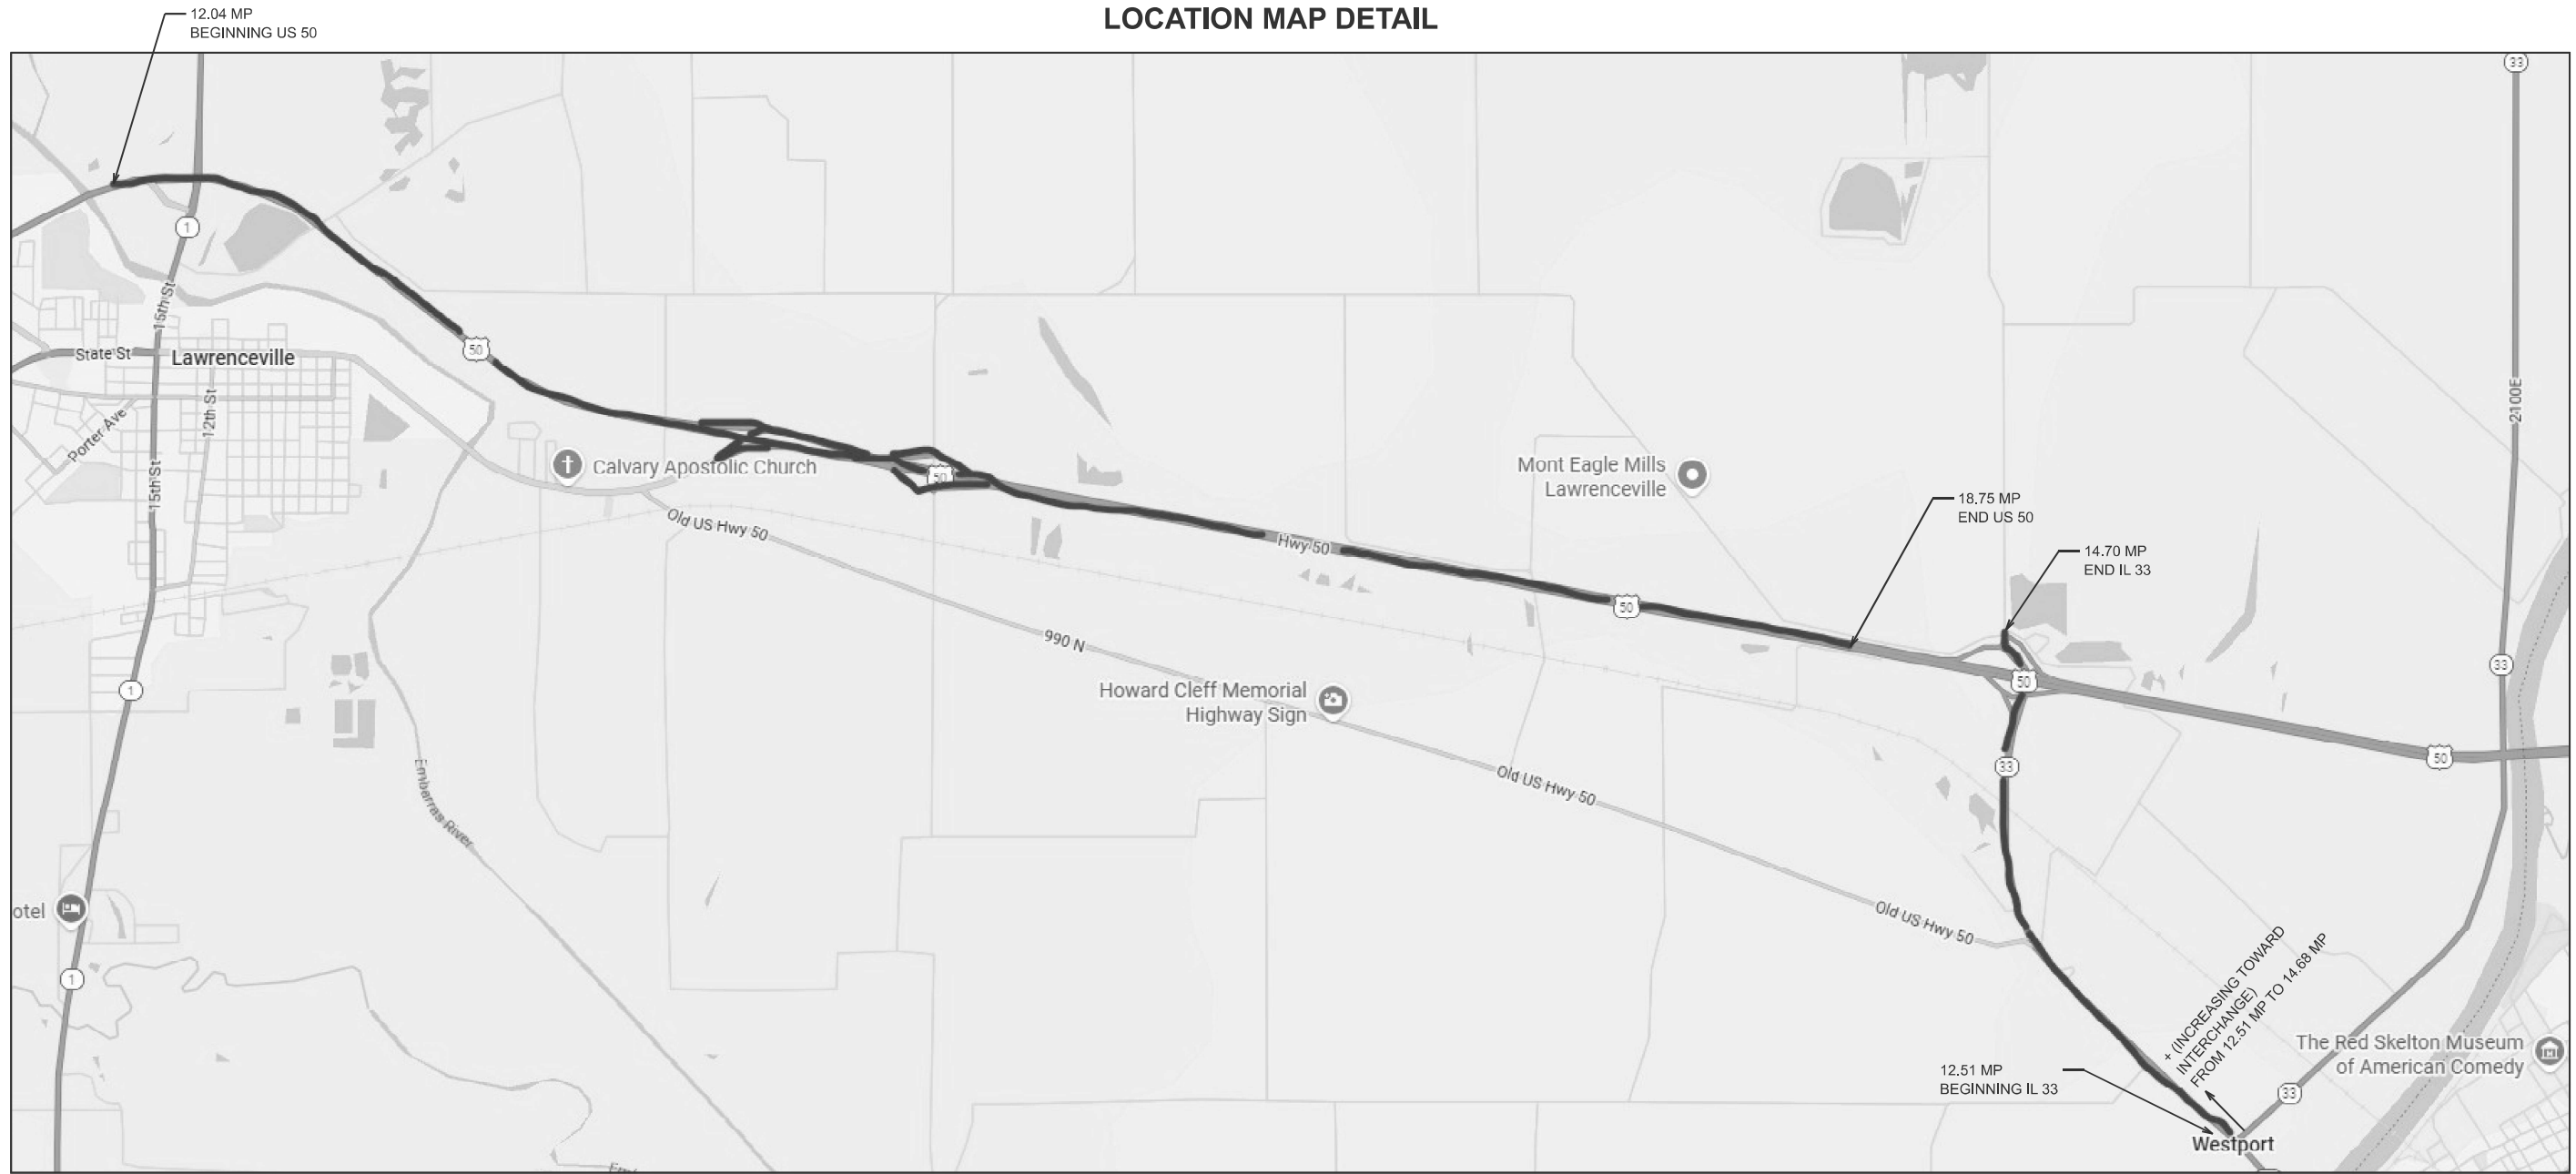 LOCATION MAP DETAIL
12.04 MP
BEGINNING US 50
33
1
15th St
State St
Lawrenceville
50
2100E
12th St
Porter Ave
15th St
Calvary Apostolic Church
50
Mont Eagle Mills
Lawrenceville
Old US Hwy 50
Hwy 50
18.75 MP
END US 50
14.70 MP
END IL 33
50
990 N
33
50
1
Howard Cleff Memorial
Highway Sign
50
33
Old US Hwy 50
Embarras River
otel
Old US Hwy 50
1
+ (INCREASING TOWARD
INTERCHANGE)
FROM 12.51 MP TO 14.68 MP
The Red Skelton Museum
of American Comedy
12.51 MP
BEGINNING IL 33
33
Westport